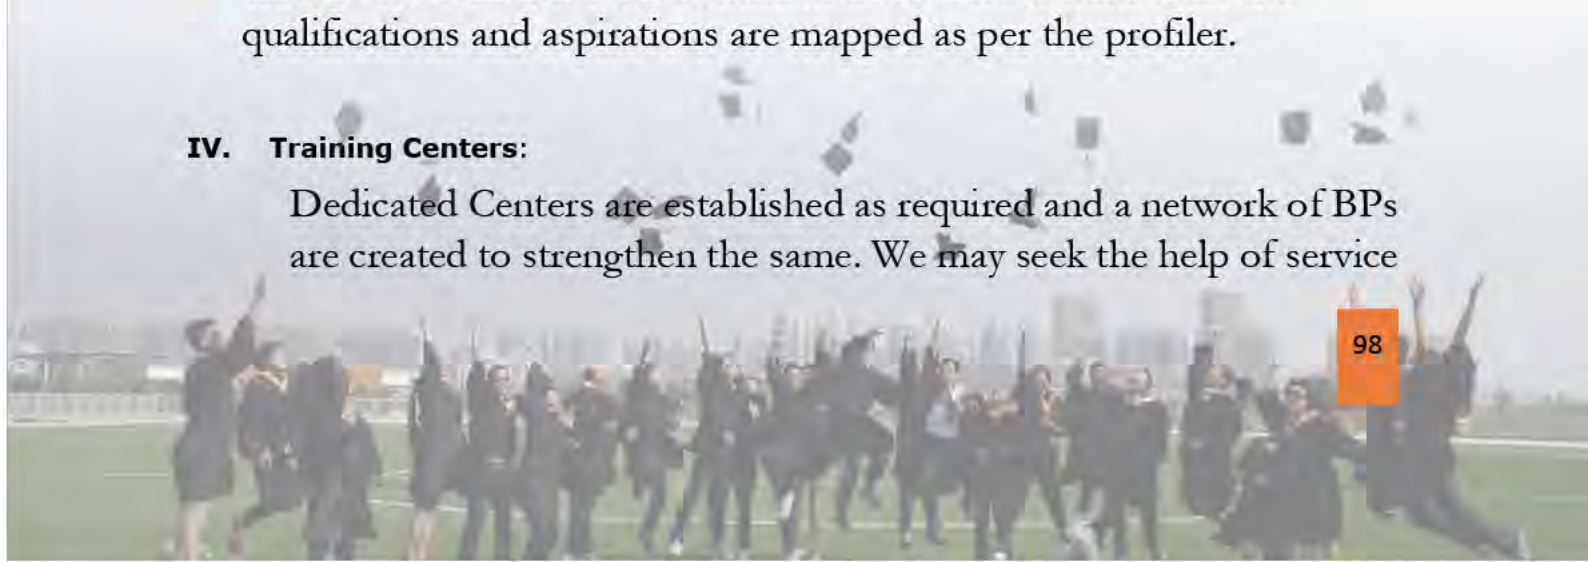 qualifications and aspirations are mapped as per the profiler.
IV. Training Centers:
Dedicated Centers are established as required and a network of BPs
are created to strengthen the same. We may seek the help of service
98